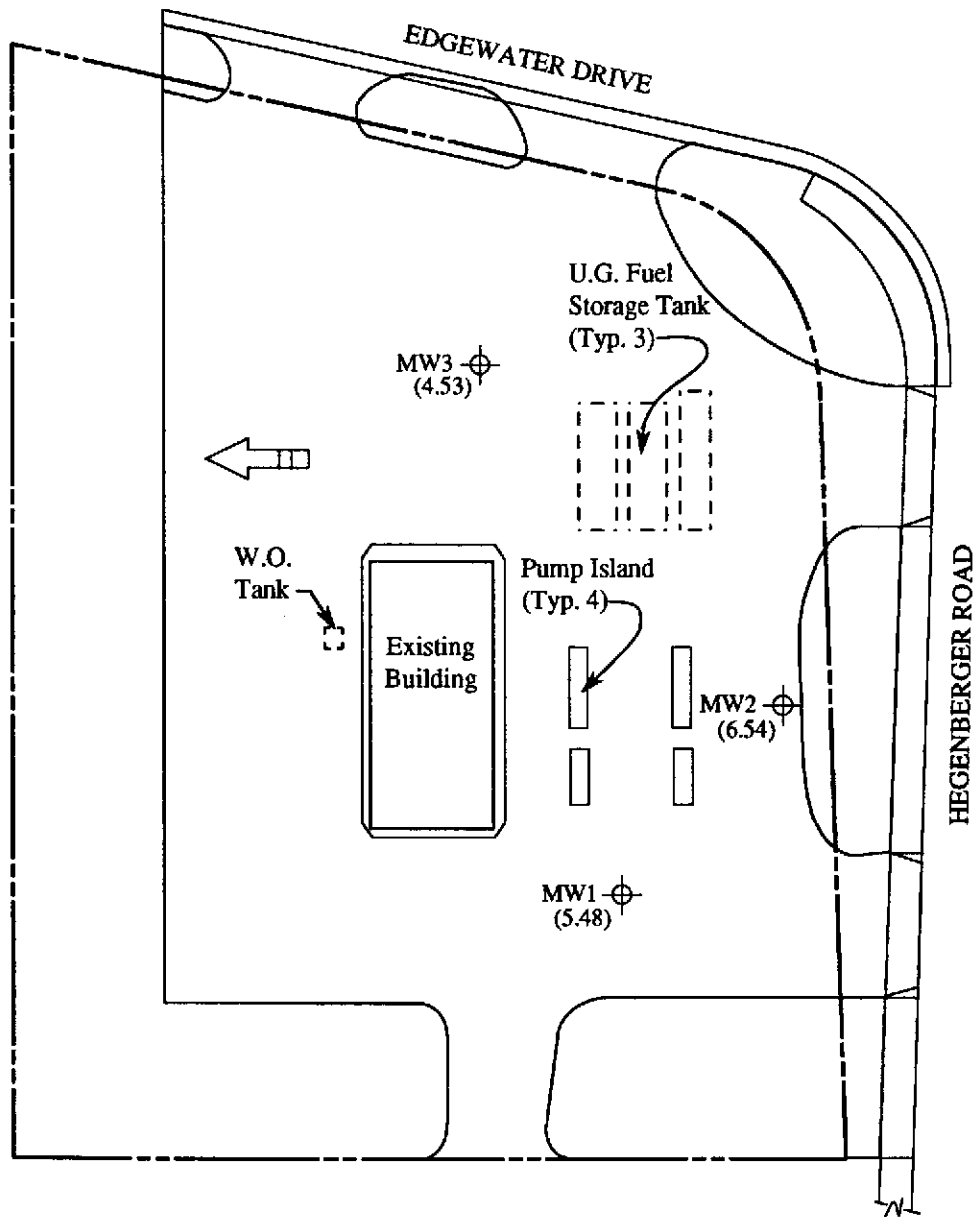 EDGEWATER DRIVE
U.G. Fuel
Storage Tank
(Typ. 3)
MW3
(4.53)
W.O.
Tank
Pump Island
(Typ. 4)
Existing
Building
MW2
(6.54)
HEGENBERGER ROAD
MW1
(5.48)